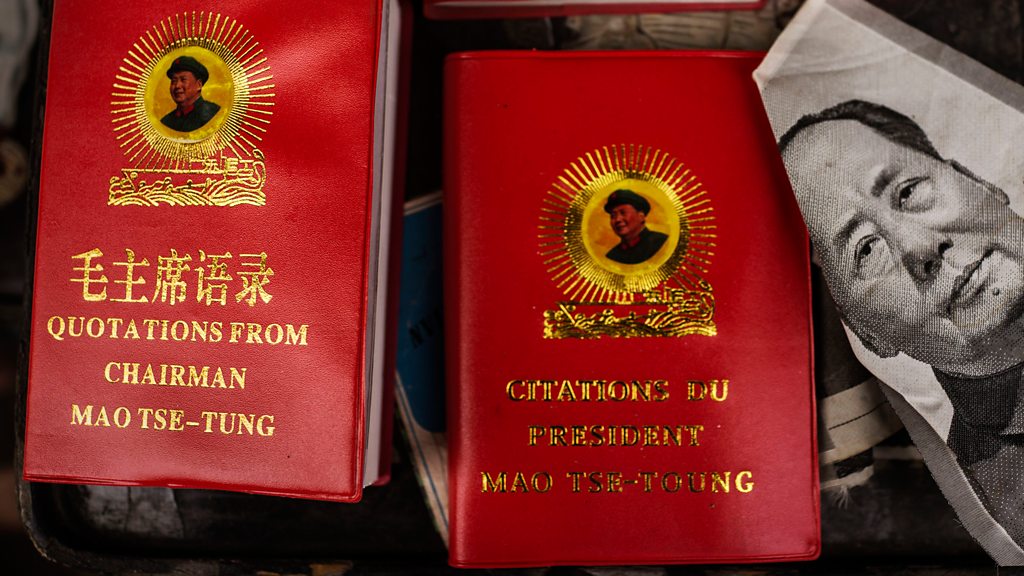 毛主席语录
QUOTATIONS FROM
CHAIRMAN
MAO TSE-TUNG
CITATIONS DU
PRESIDENT
MAO TSE-TOUNG